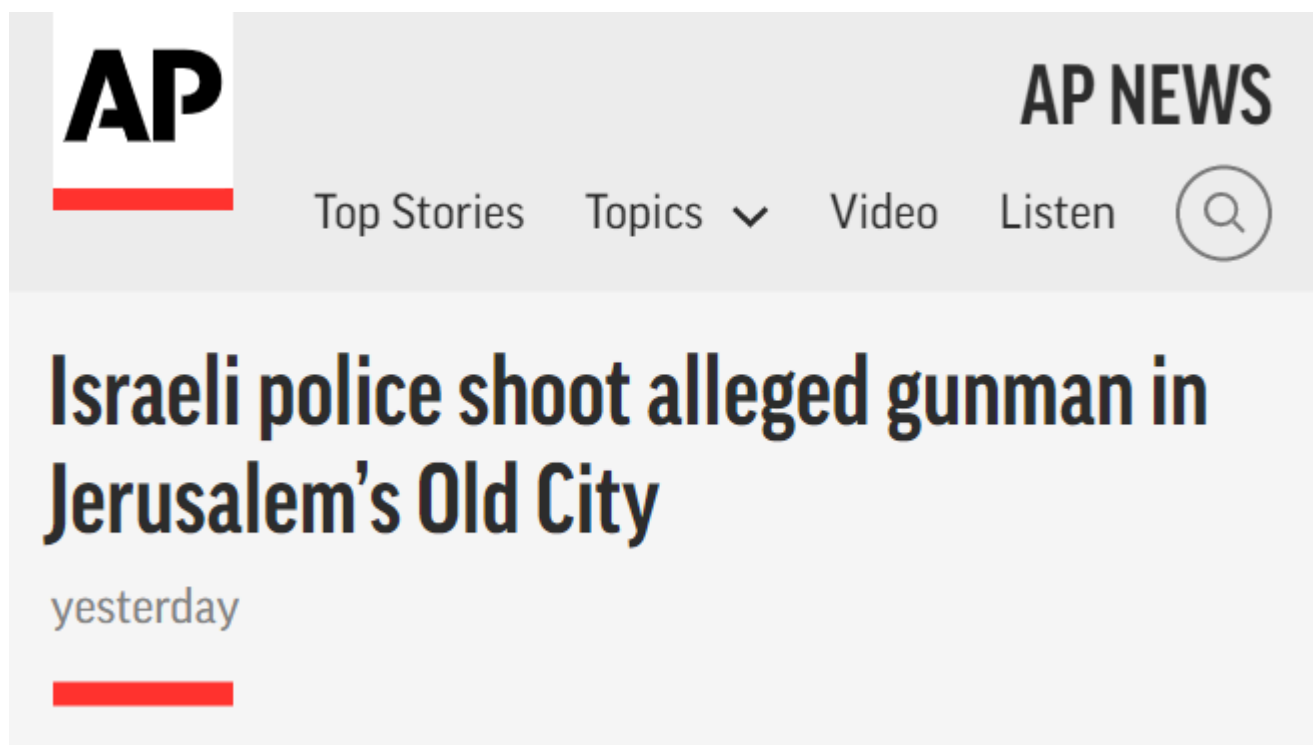 AP
AP NEWS
Top Stories Topics Video Listen
Israeli police shoot alleged gunman in
Jerusalem’s Old City
yesterday